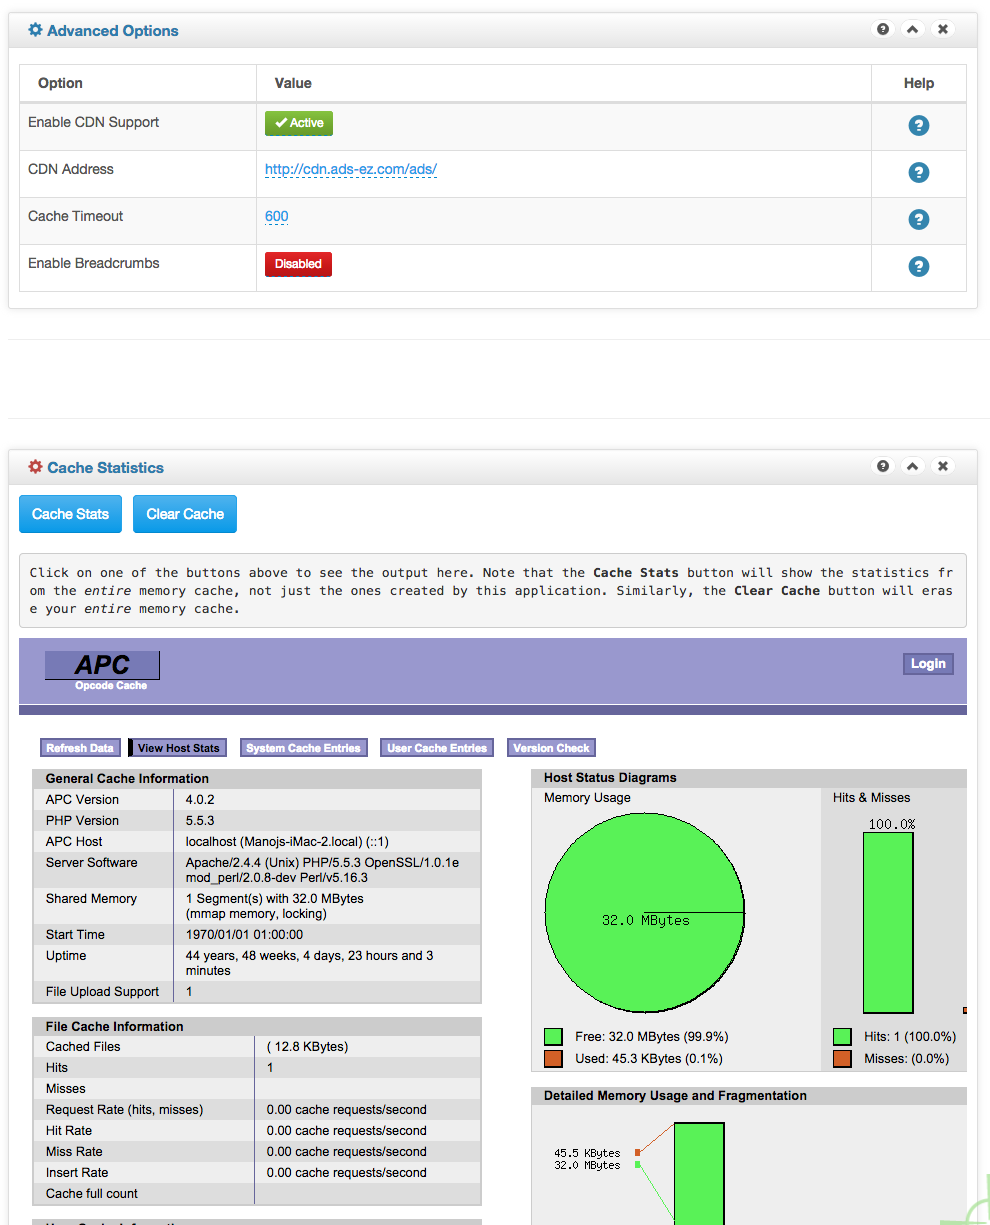 Advanced Options
Option Value Help
Enable CDN Support Active
CDN Address http://cdn.ads-ez.com/ads/
Cache Timeout 600
Enable Breadcrumbs Disabled
Cache Statistics
Cache Stats Clear Cache
Click on one of the buttons above to see the output here. Note that the Cache Stats button will show the statistics fr
om the entire memory cache, not just the ones created by this application. Similarly, the Clear Cache button will eras
e your entire memory cache.
APC
Opcode Cache
Login
Refresh Data View Host Stats System Cache Entries User Cache Entries Version Check
General Cache Information
APC Version 4.0.2
PHP Version 5.5.3
APC Host localhost (Manojs-iMac-2.local) (::1)
Server Software Apache/2.4.4 (Unix) PHP/5.5.3 OpenSSL/1.0.1e
mod_perl/2.0.8-dev Perl/v5.16.3
Shared Memory 1 Segment(s) with 32.0 MBytes
(mmap memory, locking)
Start Time 1970/01/01 01:00:00
Uptime 44 years, 48 weeks, 4 days, 23 hours and 3
minutes
File Upload Support 1
File Cache Information
Cached Files ( 12.8 KBytes)
Hits 1
Misses
Request Rate (hits, misses) 0.00 cache requests/second
Hit Rate 0.00 cache requests/second
Miss Rate 0.00 cache requests/second
Insert Rate 0.00 cache requests/second
Cache full count
Host Status Diagrams
Memory Usage Hits & Misses
100.0%
32.0 MBytes
Free: 32.0 MBytes (99.9%) Hits: 1 (100.0%)
Used: 45.3 KBytes (0.1%) Misses: (0.0%)
Detailed Memory Usage and Fragmentation
45.5 KBytes
32.0 MBytes